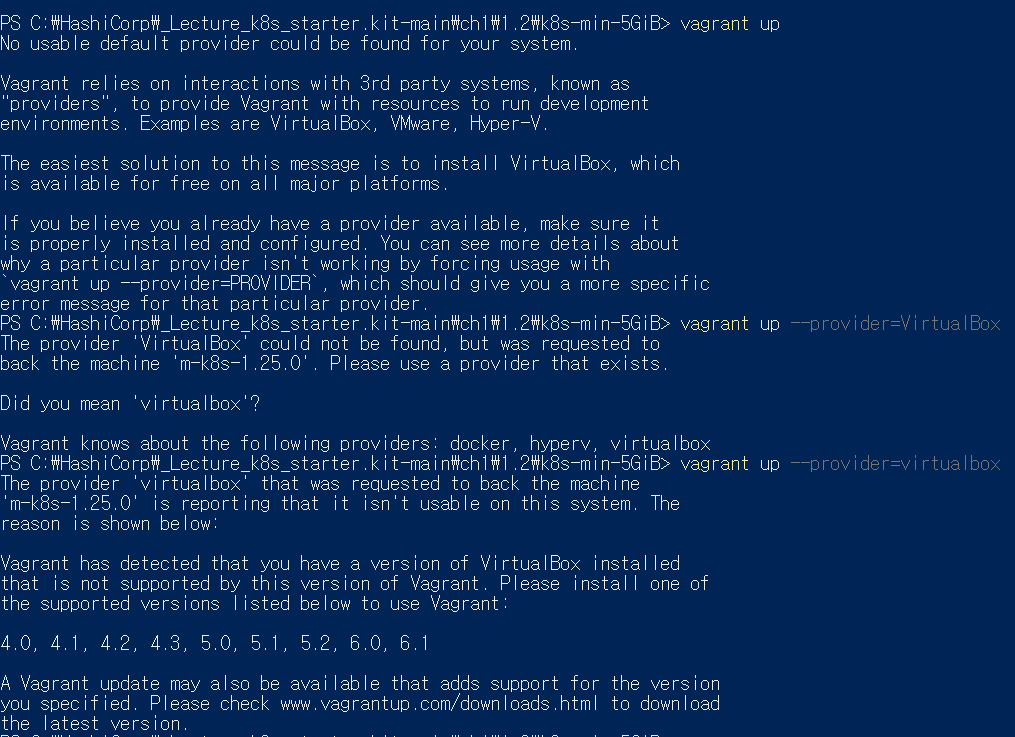 PS C:₩HashiCorp₩_Lecture_k8s_starter.kit-main₩ch1₩1.2₩k8s-min-5GiB> vagrant up
No usable default provider could be found for your system.
Vagrant relies on interactions with 3rd party systems, known as
"providers", to provide Vagrant with resources to run development
environments. Examples are VirtualBox, VMware, Hyper-V.
The easiest solution to this message is to install VirtualBox, which
is available for free on all major platforms.
If you believe you already have a provider available, make sure it
is properly installed and configured. You can see more details about
why a particular provider isn't working by forcing usage with
`vagrant up --provider=PROVIDER`, which should give you a more specific
error message for that particular provider.
PS C:₩HashiCorp₩_Lecture_k8s_starter.kit-main₩ch1₩1.2₩k8s-min-5GiB> vagrant up --provider=VirtualBox
The provider 'VirtualBox' could not be found, but was requested to
back the machine 'm-k8s-1.25.0'. Please use a provider that exists.
Did you mean 'virtualbox'?
Vagrant knows about the following providers: docker, hyperv, virtualbox
PS C:₩HashiCorp₩_Lecture_k8s_starter.kit-main₩ch1₩1.2₩k8s-min-5GiB> vagrant up --provider=virtualbox
The provider 'virtualbox' that was requested to back the machine
'm-k8s-1.25.0' is reporting that it isn't usable on this system. The
reason is shown below:
Vagrant has detected that you have a version of VirtualBox installed
that is not supported by this version of Vagrant. Please install one of
the supported versions listed below to use Vagrant:
4.0, 4.1, 4.2, 4.3, 5.0, 5.1, 5.2, 6.0, 6.1
A Vagrant update may also be available that adds support for the version
you specified. Please check www.vagrantup.com/downloads.html to download
the latest version.